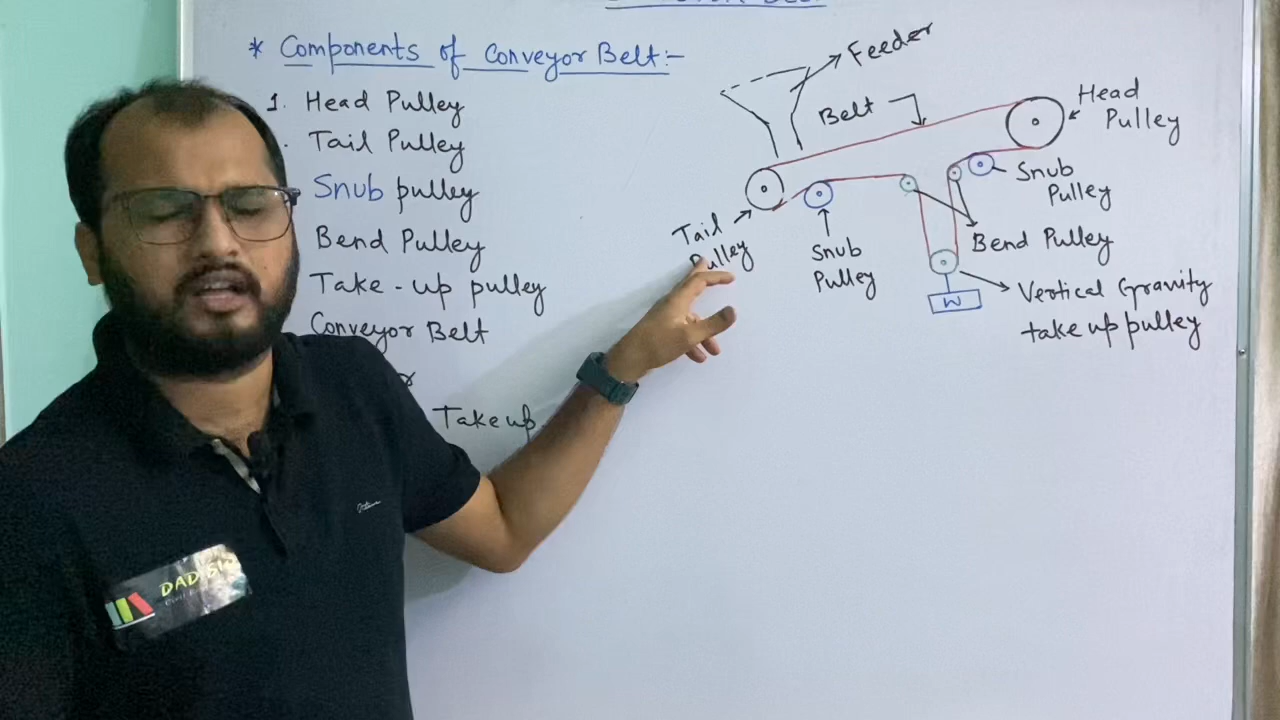 * Components of Conveyor Belt:-
1. Head Pulley
. Tail Pulley
Snub pulley
Bend Pulley
Take-up pulley
Conveyor Belt
Take up
Feeder
Belt
Head
Pulley
Snub
Pulley
Tail
Pulley
Snub
Pulley
Bend Pulley
W
Vertical Gravity
take up pulley